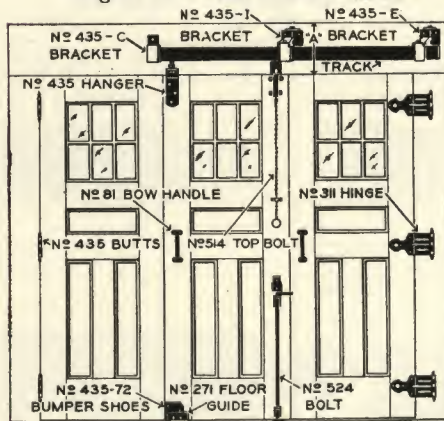 Nº 435-I
BRACKET
Nº 435-E
BRACKET
Nº 435-C
BRACKET
"A"
TRACK
Nº 435 HANGER
Nº 81 BOW HANDLE
Nº 311 HINGE
Nº 435 BUTTS
Nº 514 TOP BOLT
Nº 435-72
BUMPER SHOES
Nº 271 FLOOR
GUIDE
Nº 524
BOLT